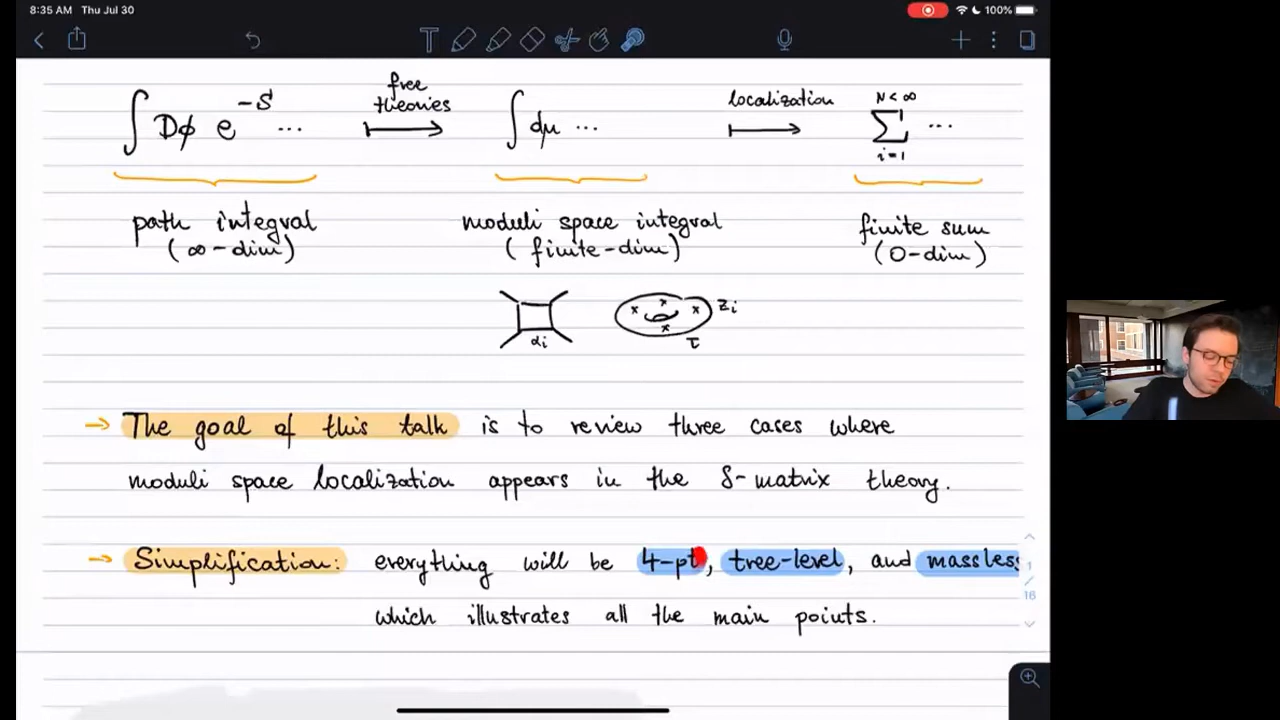 8:35 AM Thu Jul 30
100%
∫ Dϕ e^{-S} ... free theories ⟼ ∫ dμ ... localization ⟼ ∑_{i=1}^{N<∞} ...
path integral moduli space integral finite sum
(∞-dim) (finite-dim) (0-dim)
αi zi τ
→ The goal of this talk is to review three cases where
moduli space localization appears in the S-matrix theory.
→ Simplification: everything will be 4-pt, tree-level, and massless
which illustrates all the main points.
1
/
16